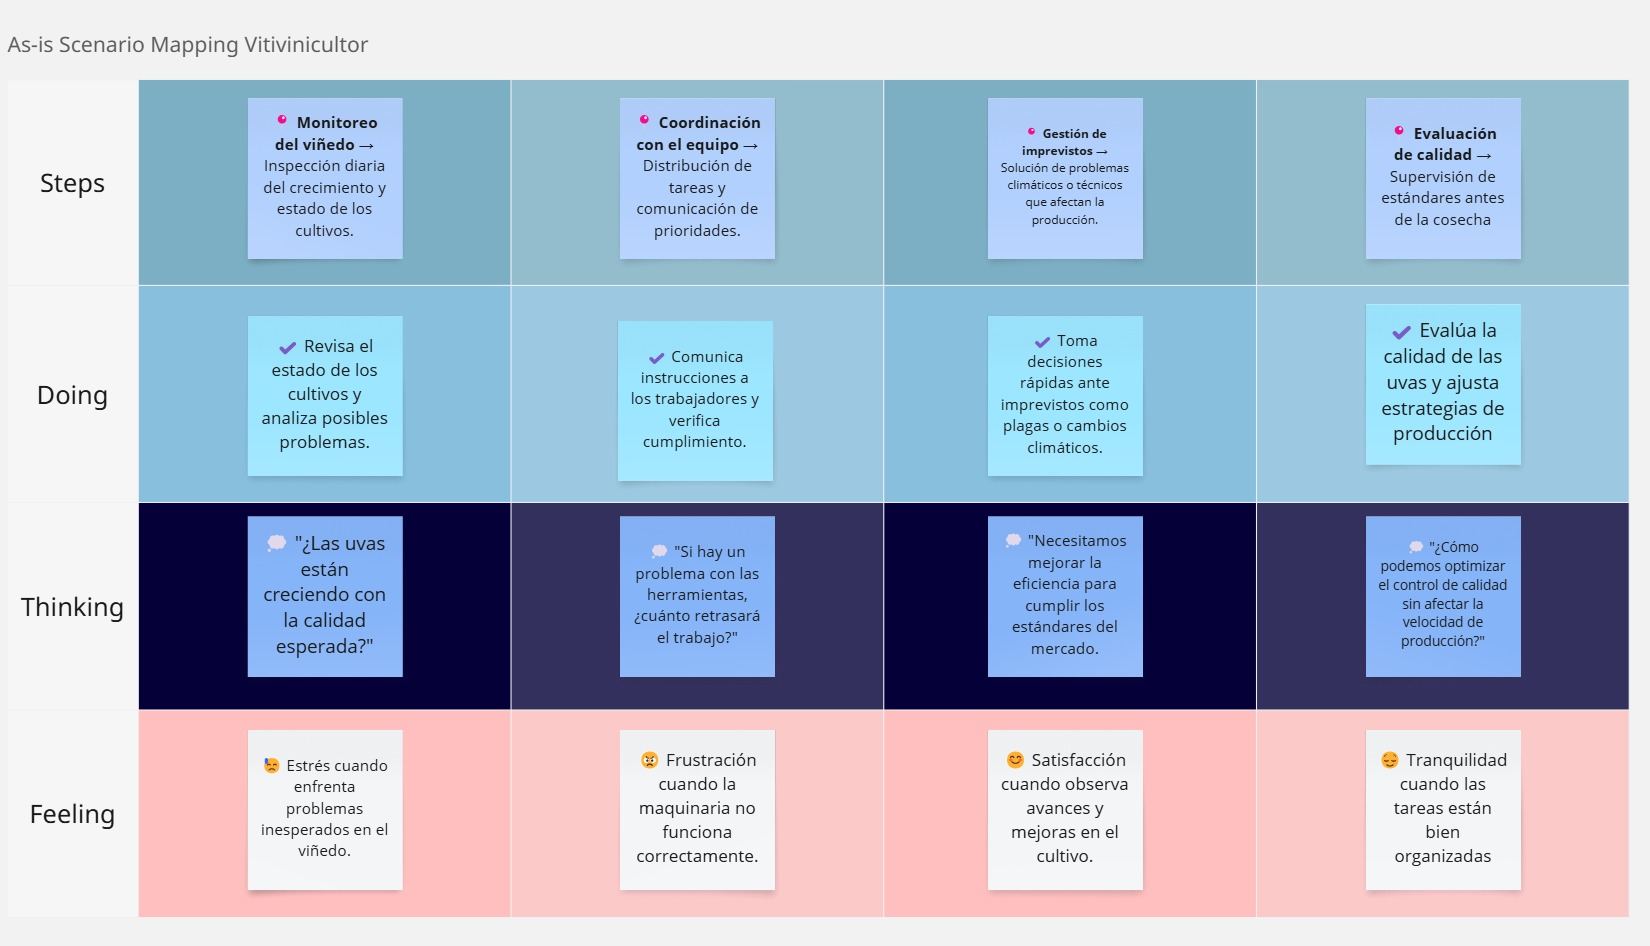 As-is Scenario Mapping Vitivinicultor
Steps
📍 Monitoreo
del viñedo →
Inspección diaria
del crecimiento y
estado de los
cultivos.
📍 Coordinación
con el equipo →
Distribución de
tareas y
comunicación de
prioridades.
📍 Gestión de
imprevistos →
Solución de problemas
climáticos o técnicos
que afectan la
producción.
📍 Evaluación
de calidad →
Supervisión de
estándares antes
de la cosecha
Doing
✔ Revisa el
estado de los
cultivos y
analiza posibles
problemas.
✔ Comunica
instrucciones a
los trabajadores y
verifica
cumplimiento.
✔ Toma
decisiones
rápidas ante
imprevistos como
plagas o cambios
climáticos.
✔ Evalúa la
calidad de las
uvas y ajusta
estrategias de
producción
Thinking
💭 "¿Las uvas
están
creciendo con
la calidad
esperada?"
💭 "Si hay un
problema con las
herramientas,
¿cuánto retrasará
el trabajo?"
💭 "Necesitamos
mejorar la
eficiencia para
cumplir los
estándares del
mercado.
💭 "¿Cómo
podemos optimizar
el control de calidad
sin afectar la
velocidad de
producción?"
Feeling
😓 Estrés cuando
enfrenta
problemas
inesperados en el
viñedo.
😡 Frustración
cuando la
maquinaria no
funciona
correctamente.
😊 Satisfacción
cuando observa
avances y
mejoras en el
cultivo.
😌 Tranquilidad
cuando las
tareas están
bien
organizadas